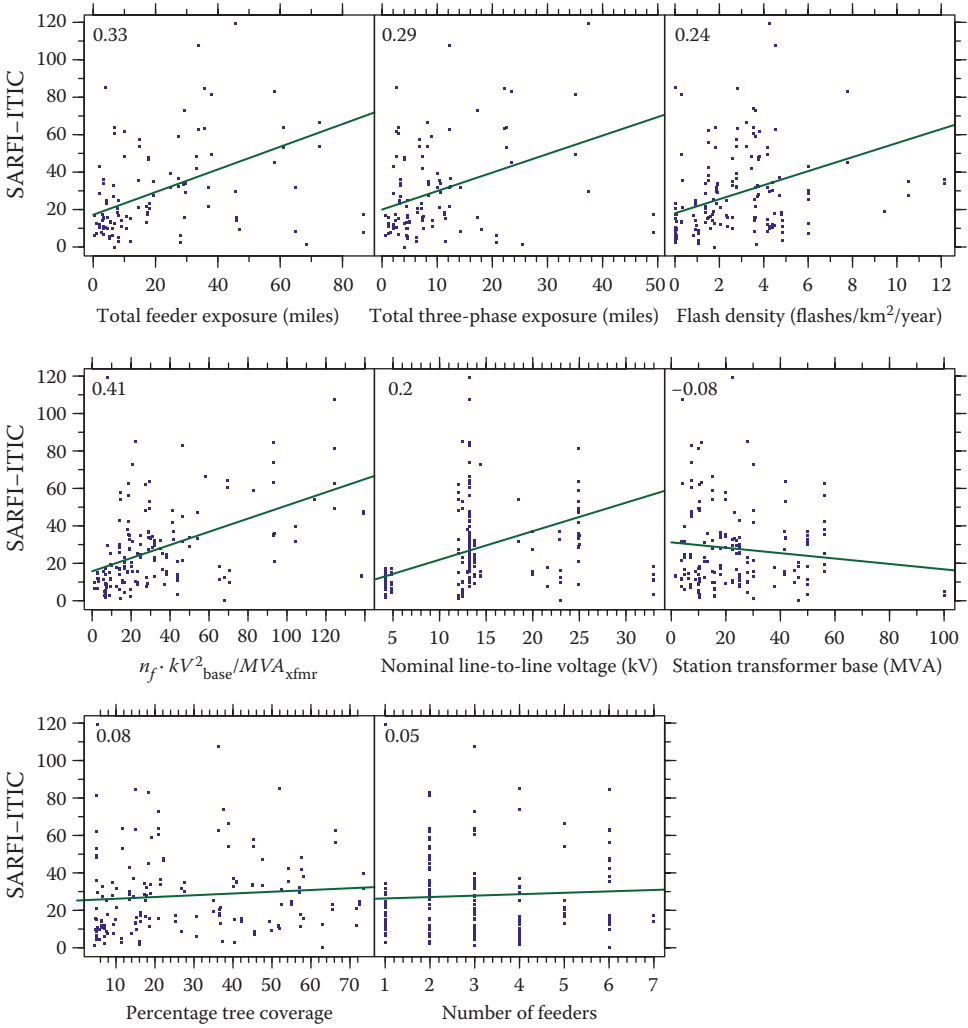 0.33 0.29 0.24
120
100
80
60
40
20
0
SARFI–ITIC
0 20 40 60 80 0 10 20 30 40 50 0 2 4 6 8 10 12
Total feeder exposure (miles) Total three-phase exposure (miles) Flash density (flashes/km²/year)
0.41 0.2 –0.08
120
100
80
60
40
20
0
SARFI–ITIC
0 20 40 60 80 100 120 5 10 15 20 25 30 0 20 40 60 80 100
n_f · kV²_base/MVA_xfmr Nominal line-to-line voltage (kV) Station transformer base (MVA)
0.08 0.05
120
100
80
60
40
20
0
SARFI–ITIC
10 20 30 40 50 60 70 1 2 3 4 5 6 7
Percentage tree coverage Number of feeders